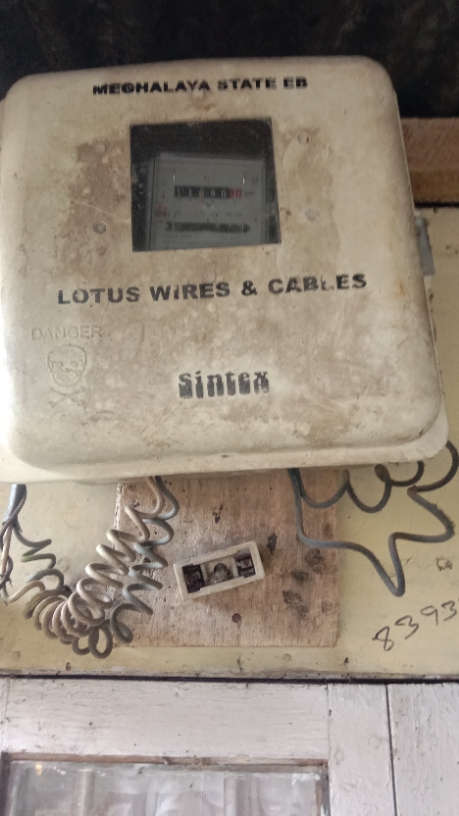 MEGHALAYA STATE EB
LOTUS WIRES & CABLES
DANGER
Sintex
8393